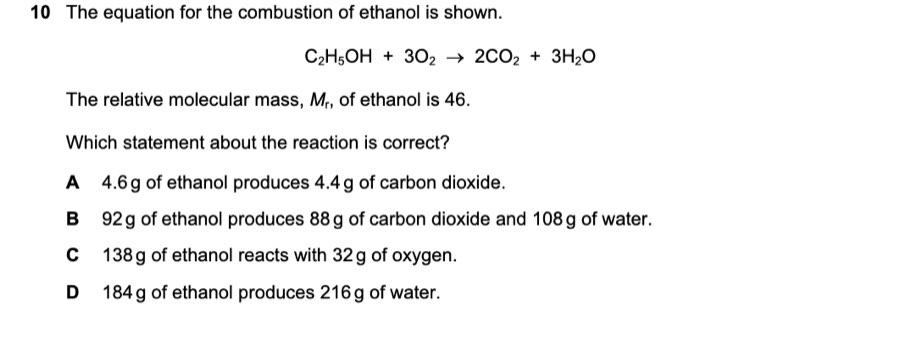 10 The equation for the combustion of ethanol is shown.
C₂H₅OH + 3O₂ → 2CO₂ + 3H₂O
The relative molecular mass, Mᵣ, of ethanol is 46.
Which statement about the reaction is correct?
A 4.6 g of ethanol produces 4.4 g of carbon dioxide.
B 92 g of ethanol produces 88 g of carbon dioxide and 108 g of water.
C 138 g of ethanol reacts with 32 g of oxygen.
D 184 g of ethanol produces 216 g of water.